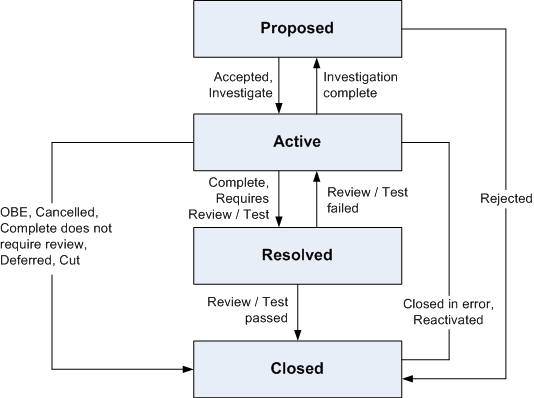 Proposed
Accepted,
Investigate
Investigation
complete
Active
OBE, Cancelled,
Complete does not
require review,
Deferred, Cut
Complete,
Requires
Review / Test
Review / Test
failed
Rejected
Resolved
Review / Test
passed
Closed in error,
Reactivated
Closed